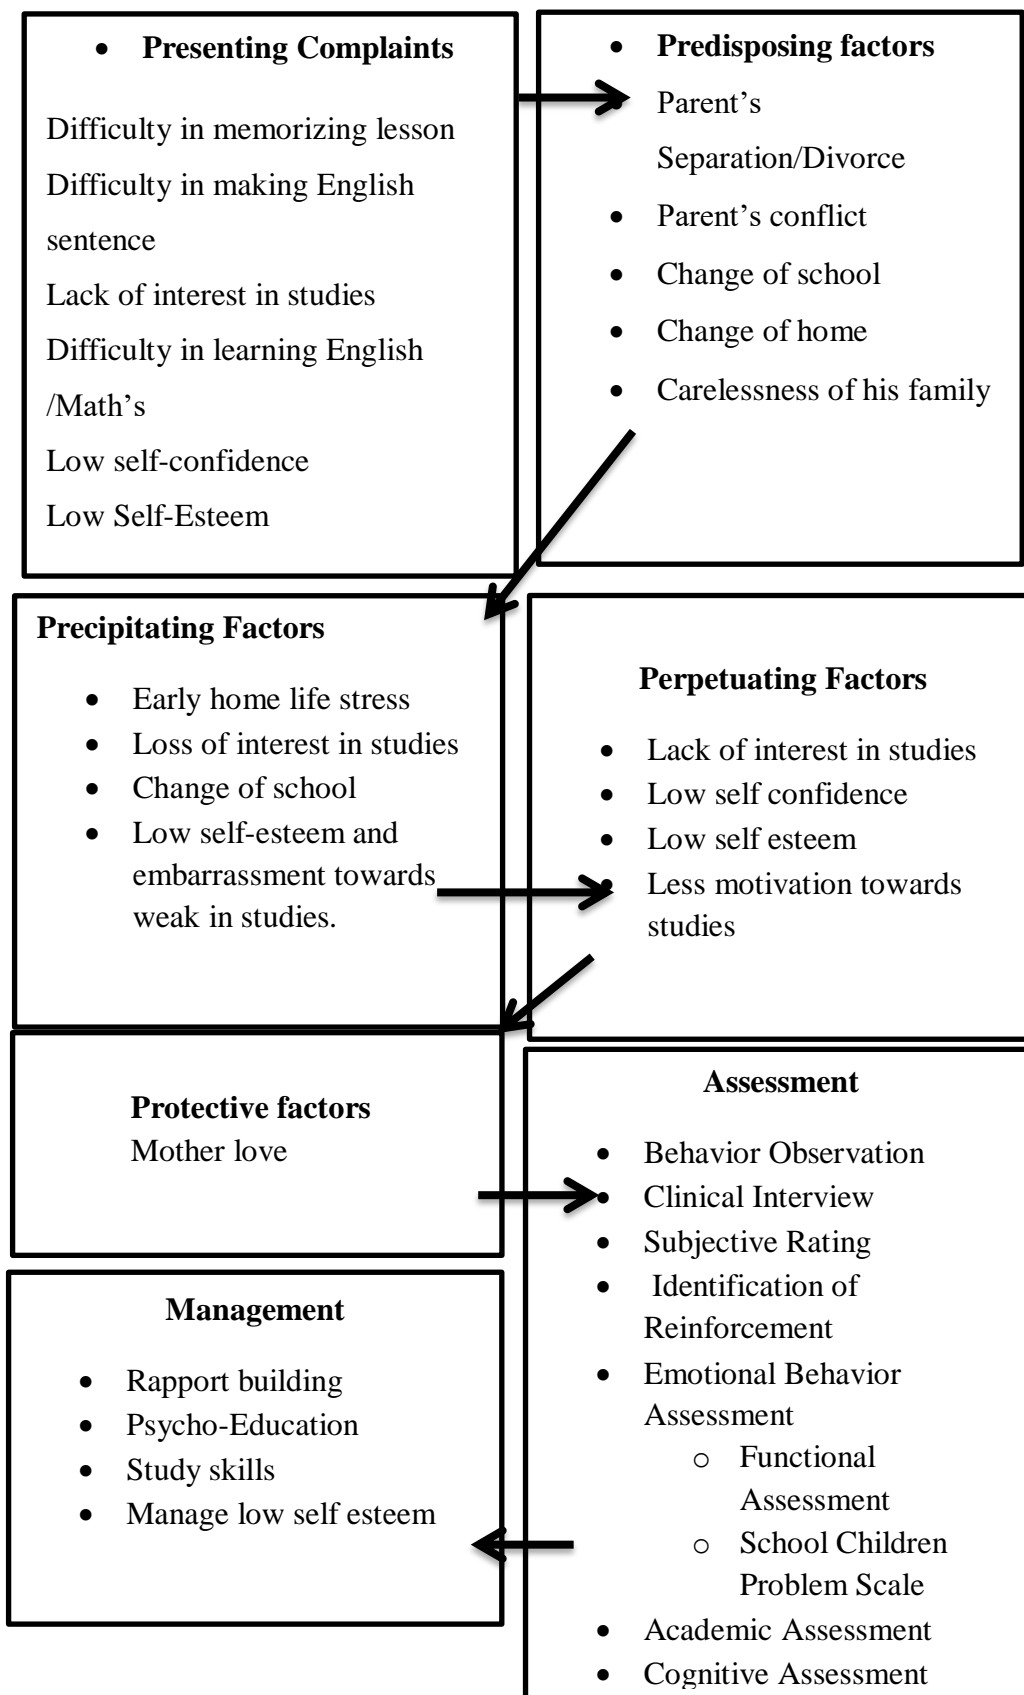 • Presenting Complaints
Difficulty in memorizing lesson
Difficulty in making English
sentence
Lack of interest in studies
Difficulty in learning English
/Math’s
Low self-confidence
Low Self-Esteem
• Predisposing factors
• Parent’s
Separation/Divorce
• Parent’s conflict
• Change of school
• Change of home
• Carelessness of his family
Precipitating Factors
• Early home life stress
• Loss of interest in studies
• Change of school
• Low self-esteem and
embarrassment towards
weak in studies.
Perpetuating Factors
• Lack of interest in studies
• Low self confidence
• Low self esteem
• Less motivation towards
studies
Protective factors
Mother love
Assessment
• Behavior Observation
• Clinical Interview
• Subjective Rating
• Identification of
Reinforcement
• Emotional Behavior
Assessment
o Functional
Assessment
o School Children
Problem Scale
• Academic Assessment
• Cognitive Assessment
Management
• Rapport building
• Psycho-Education
• Study skills
• Manage low self esteem